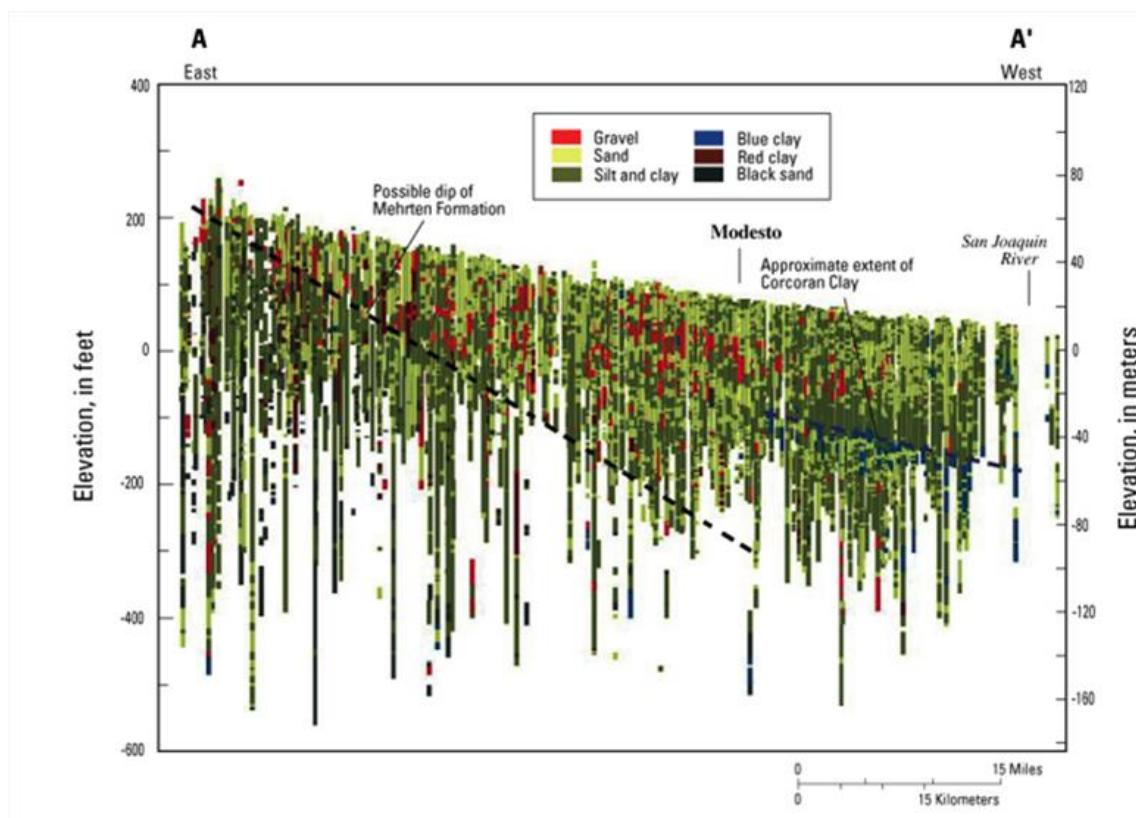 A
A'
East
West
400
200
0
-200
-400
-600
Elevation, in feet
120
80
40
0
-40
-80
-120
-160
Elevation, in meters
Gravel
Sand
Silt and clay
Blue clay
Red clay
Black sand
Possible dip of
Mehrten Formation
Modesto
Approximate extent of
Corcoran Clay
San Joaquin
River
0
15 Miles
0
15 Kilometers